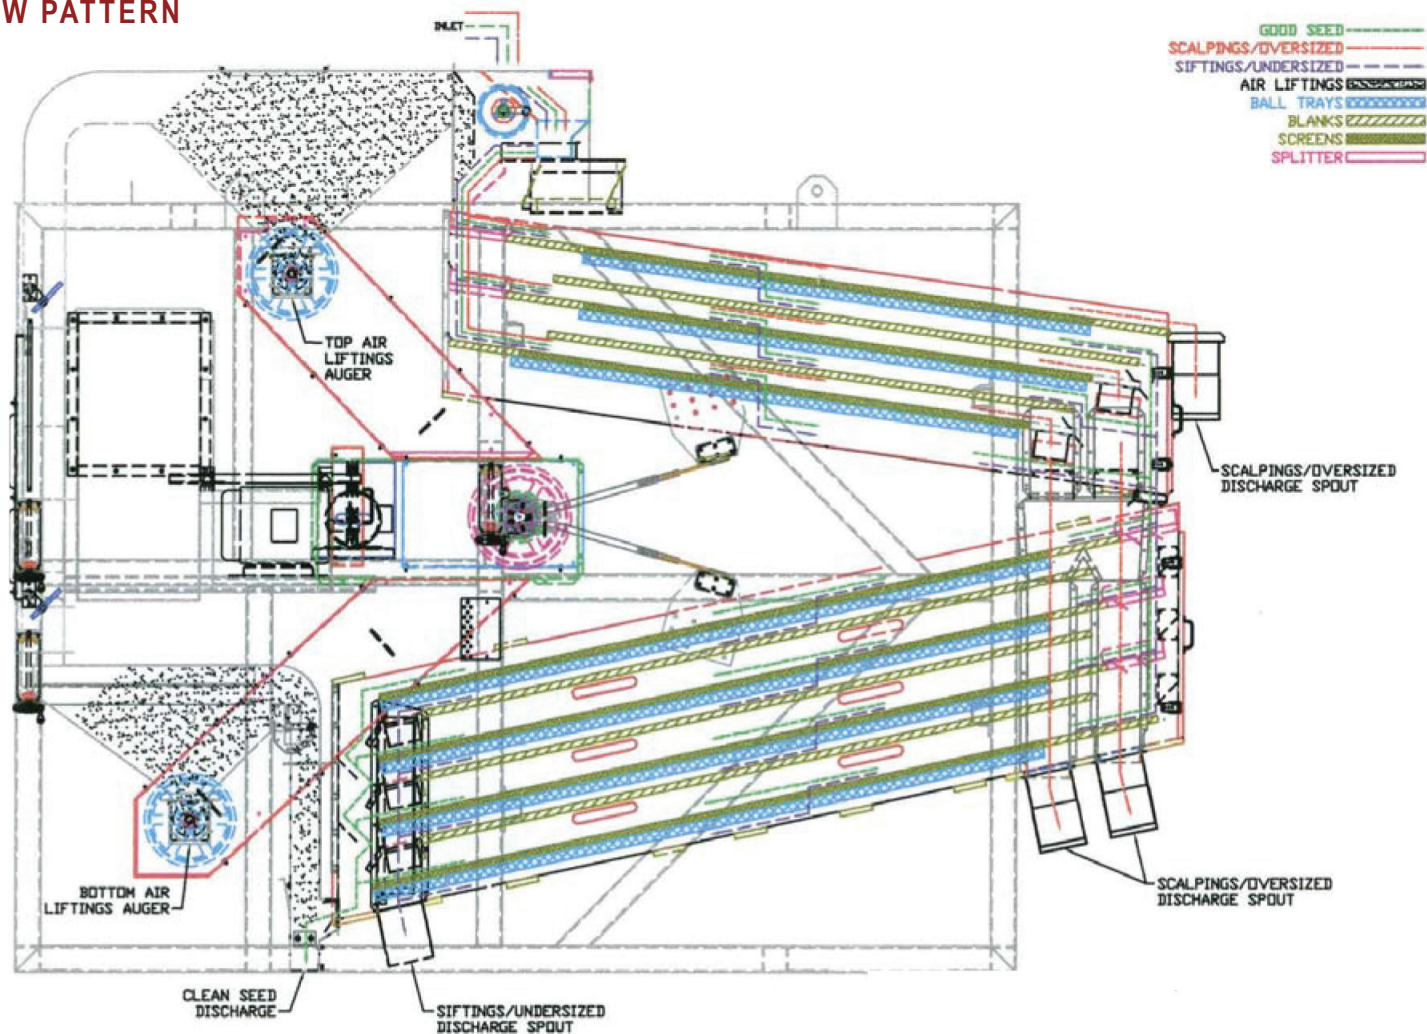 W PATTERN
INLET
GOOD SEED
SCALPINGS/OVERSIZED
SIFTINGS/UNDERSIZED
AIR LIFTINGS
BALL TRAYS
BLANKS
SCREENS
SPLITTER
TOP AIR
LIFTINGS
AUGER
SCALPINGS/OVERSIZED
DISCHARGE SPOUT
BOTTOM AIR
LIFTINGS AUGER
SCALPINGS/OVERSIZED
DISCHARGE SPOUT
CLEAN SEED
DISCHARGE
SIFTINGS/UNDERSIZED
DISCHARGE SPOUT